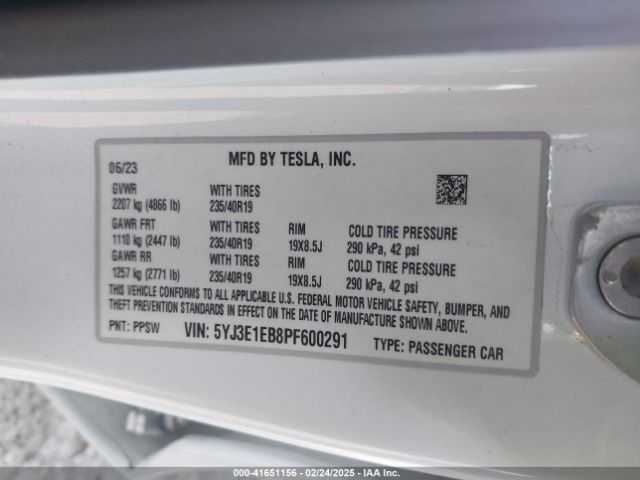 06/23 MFD BY TESLA, INC.
GVWR WITH TIRES
2207 kg (4866 lb) 235/40R19
GAWR FRT WITH TIRES RIM COLD TIRE PRESSURE
1110 kg (2447 lb) 235/40R19 19X8.5J 290 kPa, 42 psi
GAWR RR WITH TIRES RIM COLD TIRE PRESSURE
1257 kg (2771 lb) 235/40R19 19X8.5J 290 kPa, 42 psi
THIS VEHICLE CONFORMS TO ALL APPLICABLE U.S. FEDERAL MOTOR VEHICLE SAFETY, BUMPER, AND
THEFT PREVENTION STANDARDS IN EFFECT ON THE DATE OF MANUFACTURE SHOWN ABOVE.
PNT: PPSW VIN: 5YJ3E1EB8PF600291 TYPE: PASSENGER CAR
000-41651156 - 02/24/2025 - IAA Inc.